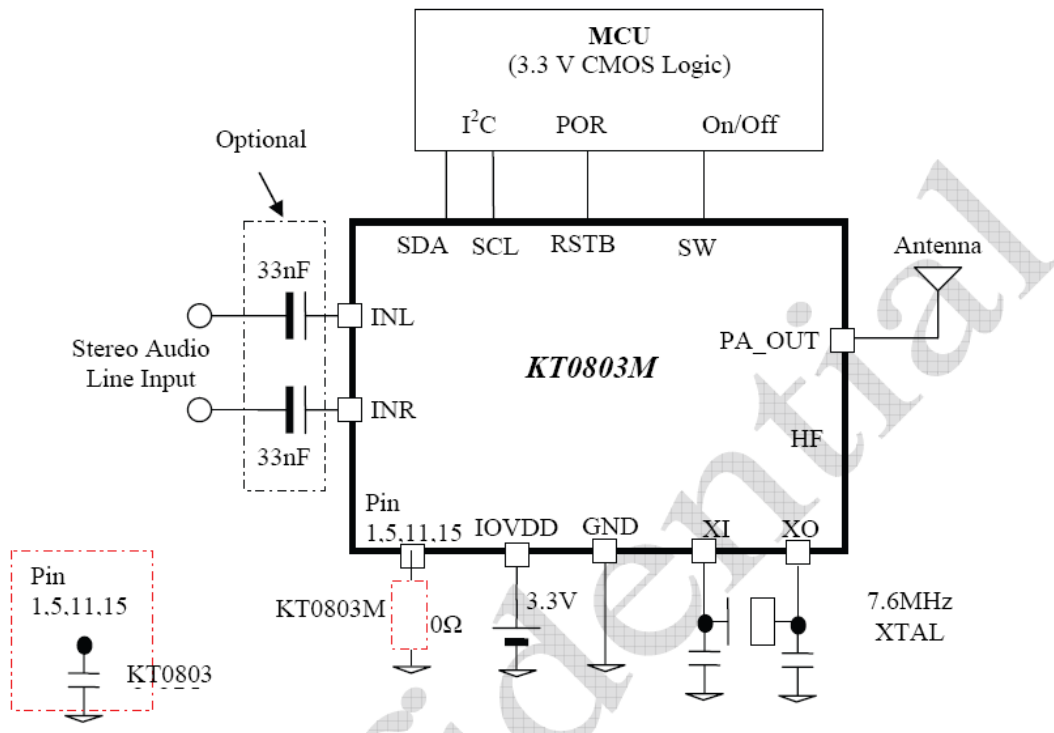 MCU
(3.3 V CMOS Logic)
I²C POR On/Off
Optional
SDA SCL RSTB SW
Antenna
33nF
INL
PA_OUT
Stereo Audio
Line Input
KT0803M
INR
HF
33nF
Pin
1,5,11,15
IOVDD GND XI XO
Pin
1,5,11,15
KT0803M
0Ω
3.3V
7.6MHz
XTAL
KT0803
fidential